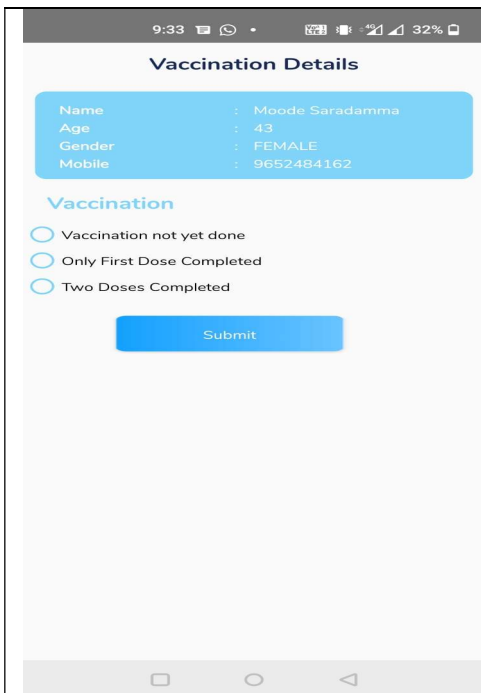 9:33 32%
Vaccination Details
Name : Moode Saradamma
Age : 43
Gender : FEMALE
Mobile : 9652484162
Vaccination
Vaccination not yet done
Only First Dose Completed
Two Doses Completed
Submit